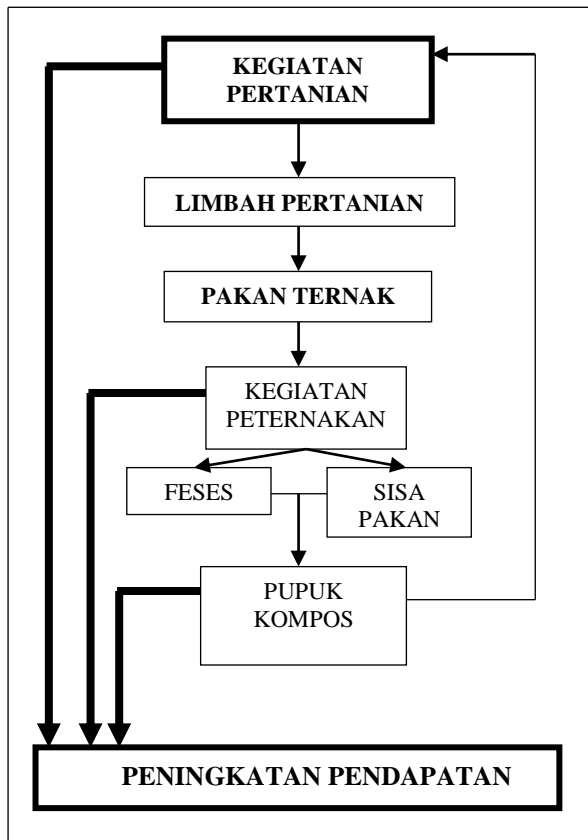 KEGIATAN
PERTANIAN
LIMBAH PERTANIAN
PAKAN TERNAK
KEGIATAN
PETERNAKAN
FESES
SISA
PAKAN
PUPUK
KOMPOS
PENINGKATAN PENDAPATAN